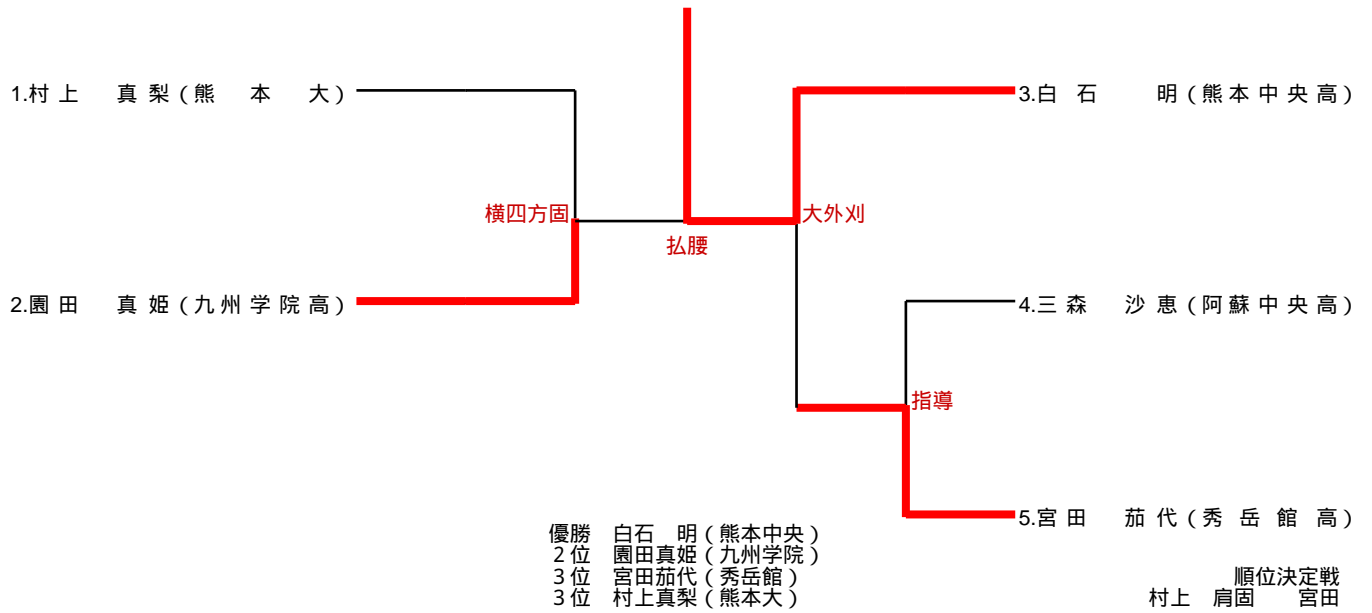 1.村上 真梨(熊本大)
3.白石 明(熊本中央高)
横四方固
大外刈
払腰
2.園田 真姫(九州学院高)
4.三森 沙恵(阿蘇中央高)
指導
5.宮田 茄代(秀岳館高)
優勝 白石 明(熊本中央)
2位 園田真姫(九州学院)
3位 宮田茄代(秀岳館)
3位 村上真梨(熊本大)
順位決定戦
村上 肩固 宮田